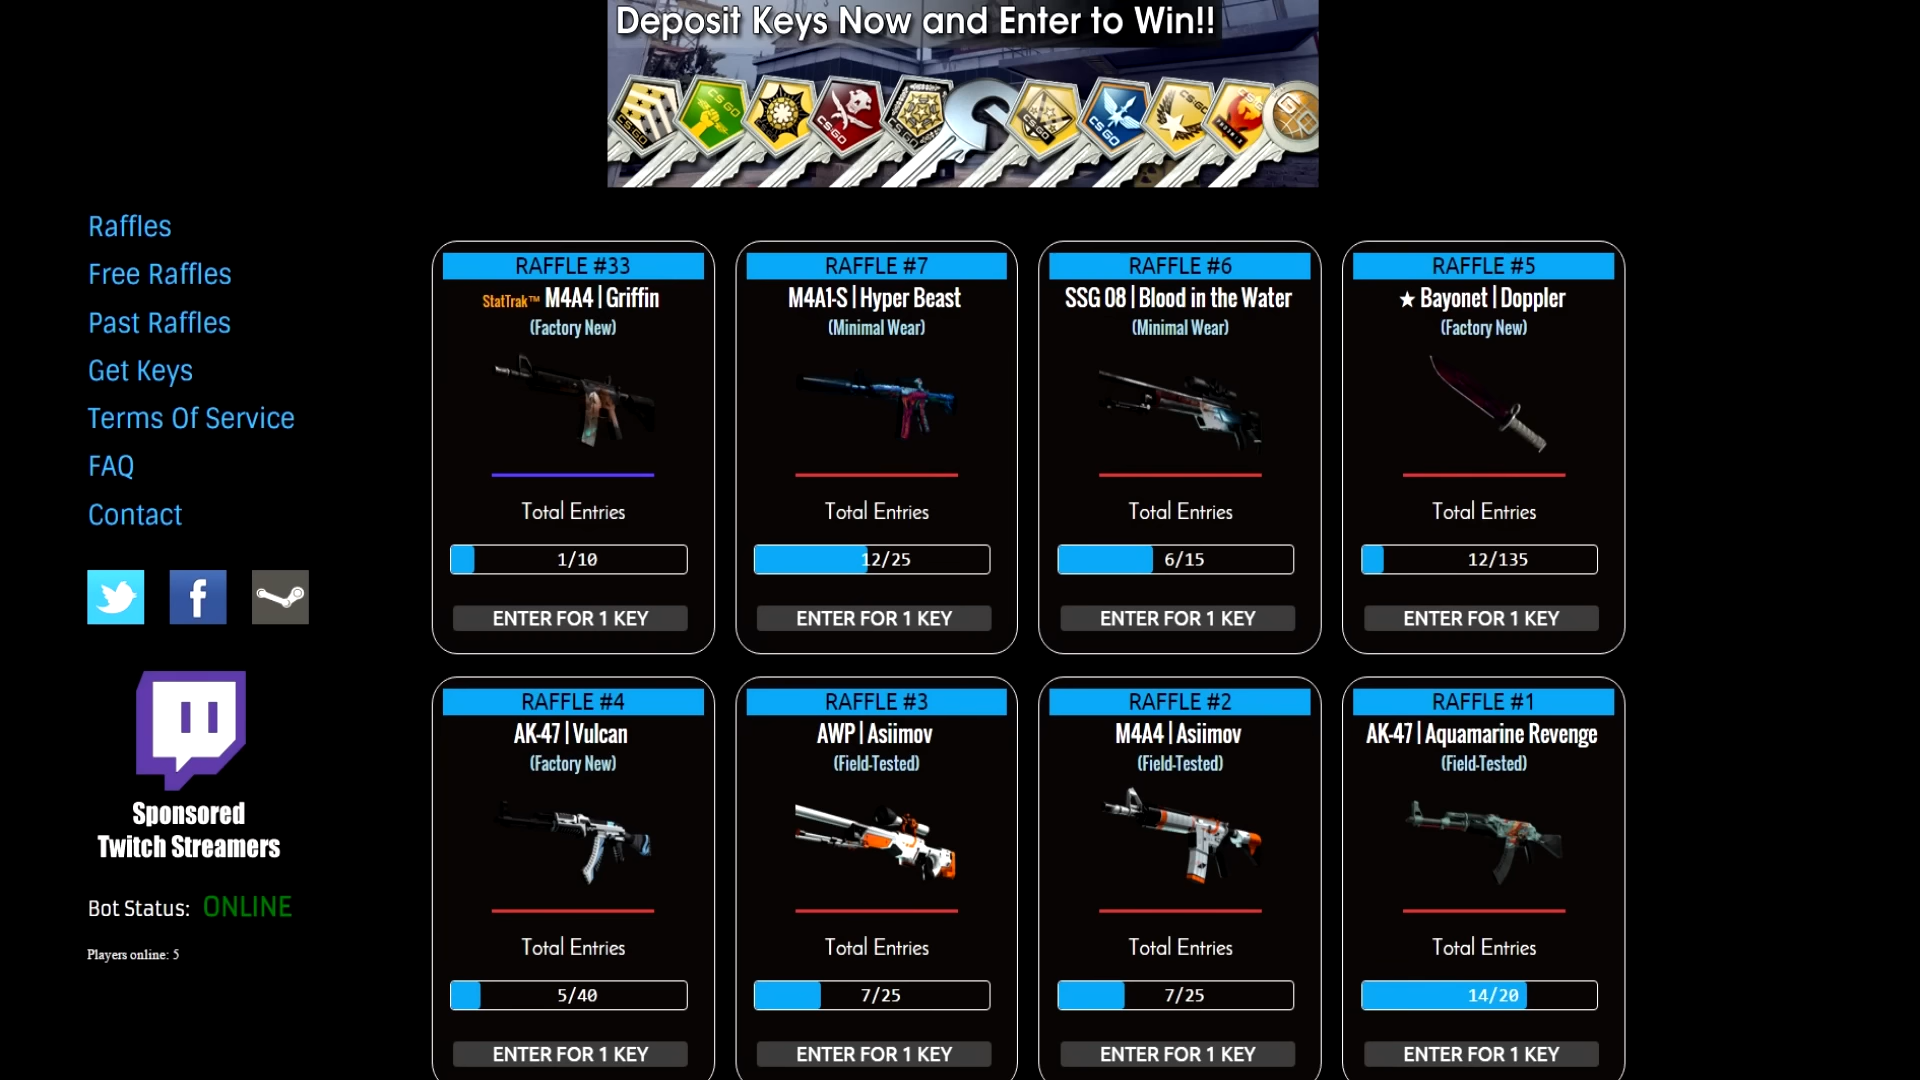 Deposit Keys Now and Enter to Win!!
Raffles
Free Raffles
Past Raffles
Get Keys
Terms Of Service
FAQ
Contact
Sponsored
Twitch Streamers
Bot Status: ONLINE
Players online: 5
RAFFLE #33
StatTrak™ M4A4 | Griffin
(Factory New)
Total Entries
1/10
ENTER FOR 1 KEY
RAFFLE #7
M4A1-S | Hyper Beast
(Minimal Wear)
Total Entries
12/25
ENTER FOR 1 KEY
RAFFLE #6
SSG 08 | Blood in the Water
(Minimal Wear)
Total Entries
6/15
ENTER FOR 1 KEY
RAFFLE #5
★ Bayonet | Doppler
(Factory New)
Total Entries
12/135
ENTER FOR 1 KEY
RAFFLE #4
AK-47 | Vulcan
(Factory New)
Total Entries
5/40
ENTER FOR 1 KEY
RAFFLE #3
AWP | Asiimov
(Field-Tested)
Total Entries
7/25
ENTER FOR 1 KEY
RAFFLE #2
M4A4 | Asiimov
(Field-Tested)
Total Entries
7/25
ENTER FOR 1 KEY
RAFFLE #1
AK-47 | Aquamarine Revenge
(Field-Tested)
Total Entries
14/20
ENTER FOR 1 KEY